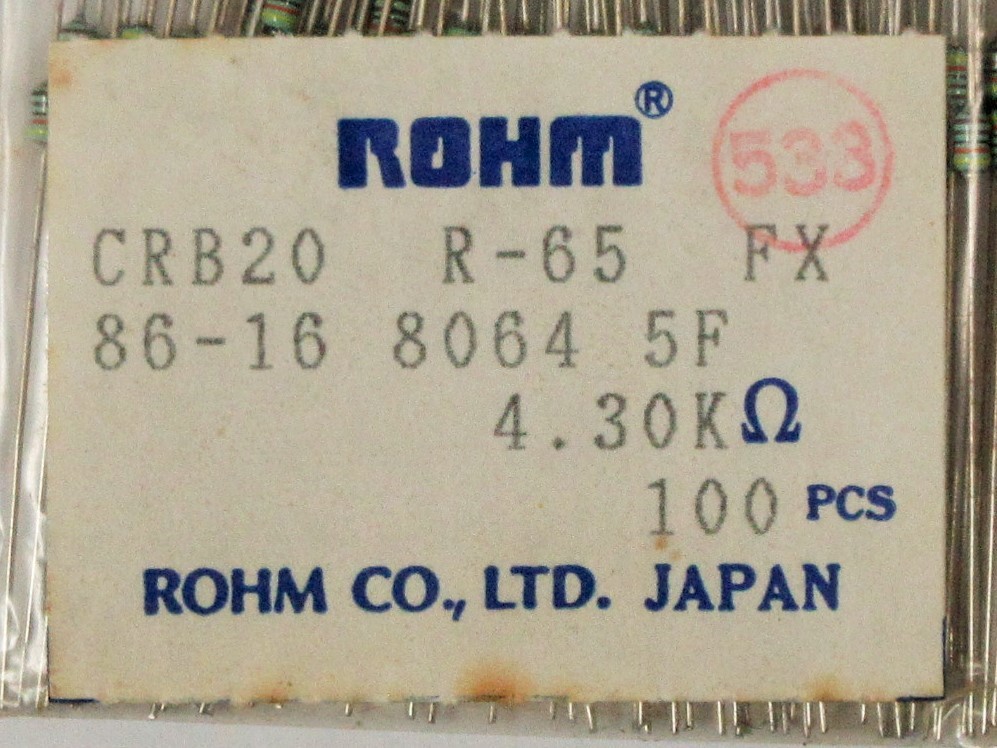 ROHM®
533
CRB20 R-65 FX
86-16 8064 5F
4.30KΩ
100 PCS
ROHM CO., LTD. JAPAN